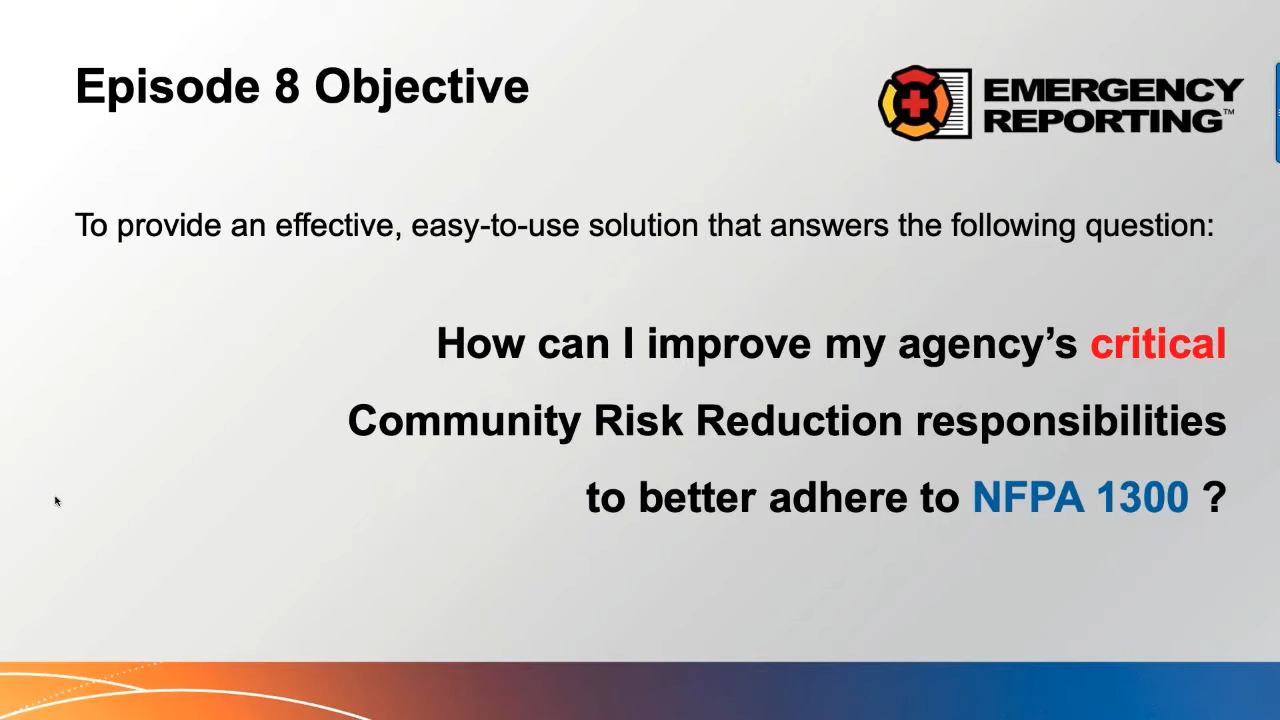 Episode 8 Objective
EMERGENCY
REPORTING™
To provide an effective, easy-to-use solution that answers the following question:
How can I improve my agency’s critical
Community Risk Reduction responsibilities
to better adhere to NFPA 1300 ?